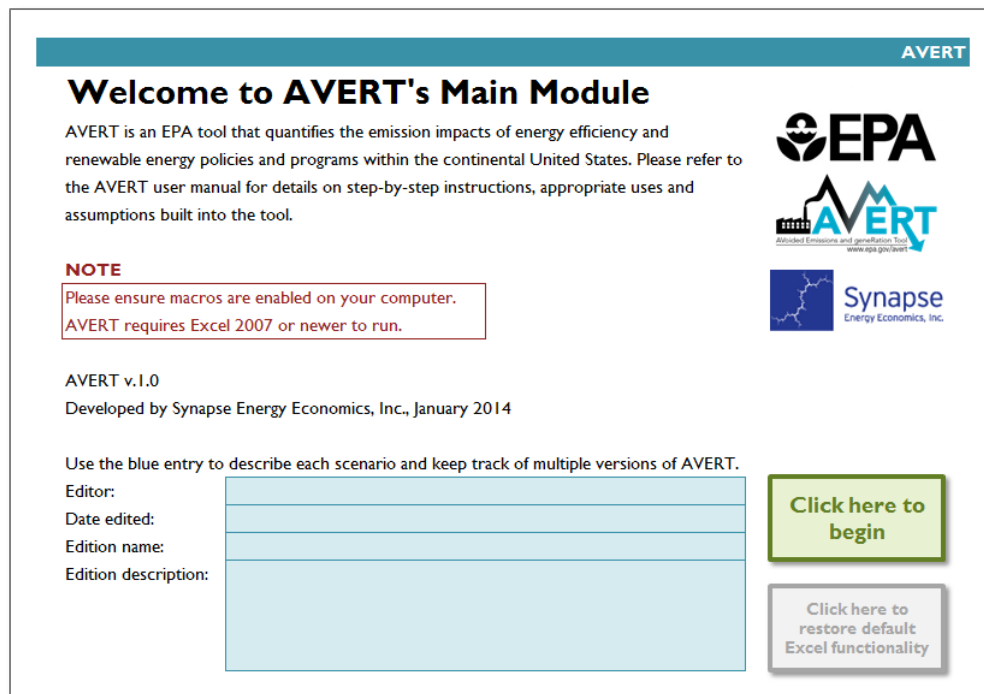 AVERT
Welcome to AVERT's Main Module
AVERT is an EPA tool that quantifies the emission impacts of energy efficiency and
renewable energy policies and programs within the continental United States. Please refer to
the AVERT user manual for details on step-by-step instructions, appropriate uses and
assumptions built into the tool.
EPA
AVERT
AVoided Emissions and geneRation Tool
www.epa.gov/avert
Synapse
Energy Economics, Inc.
NOTE
Please ensure macros are enabled on your computer.
AVERT requires Excel 2007 or newer to run.
AVERT v.1.0
Developed by Synapse Energy Economics, Inc., January 2014
Use the blue entry to describe each scenario and keep track of multiple versions of AVERT.
Editor:
Date edited:
Edition name:
Edition description:
Click here to
begin
Click here to
restore default
Excel functionality